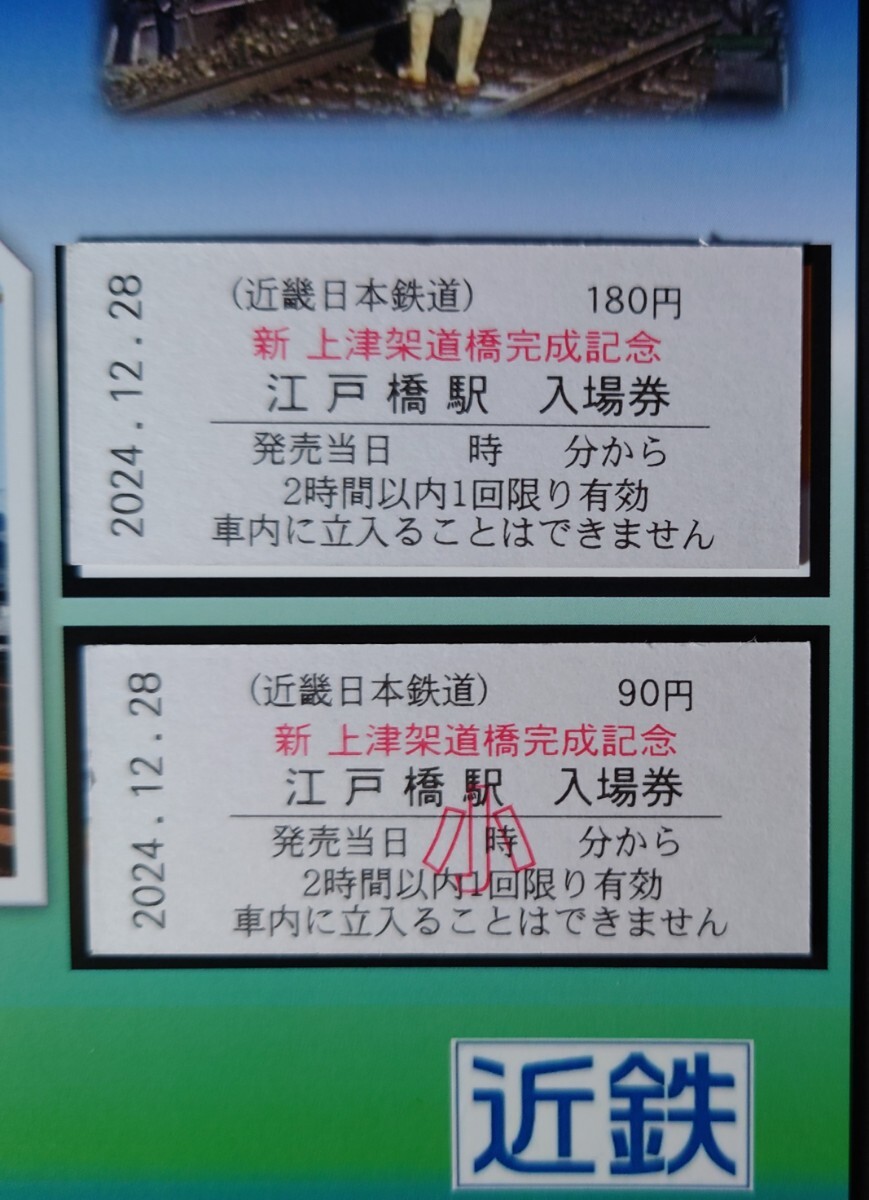 2024.12.28
（近畿日本鉄道） 180円
新 上津架道橋完成記念
江戸橋駅 入場券
発売当日 時 分から
2時間以内1回限り有効
車内に立入ることはできません
2024.12.28
（近畿日本鉄道） 90円
新 上津架道橋完成記念
江戸橋駅 入場券
小
発売当日 時 分から
2時間以内1回限り有効
車内に立入ることはできません
近鉄